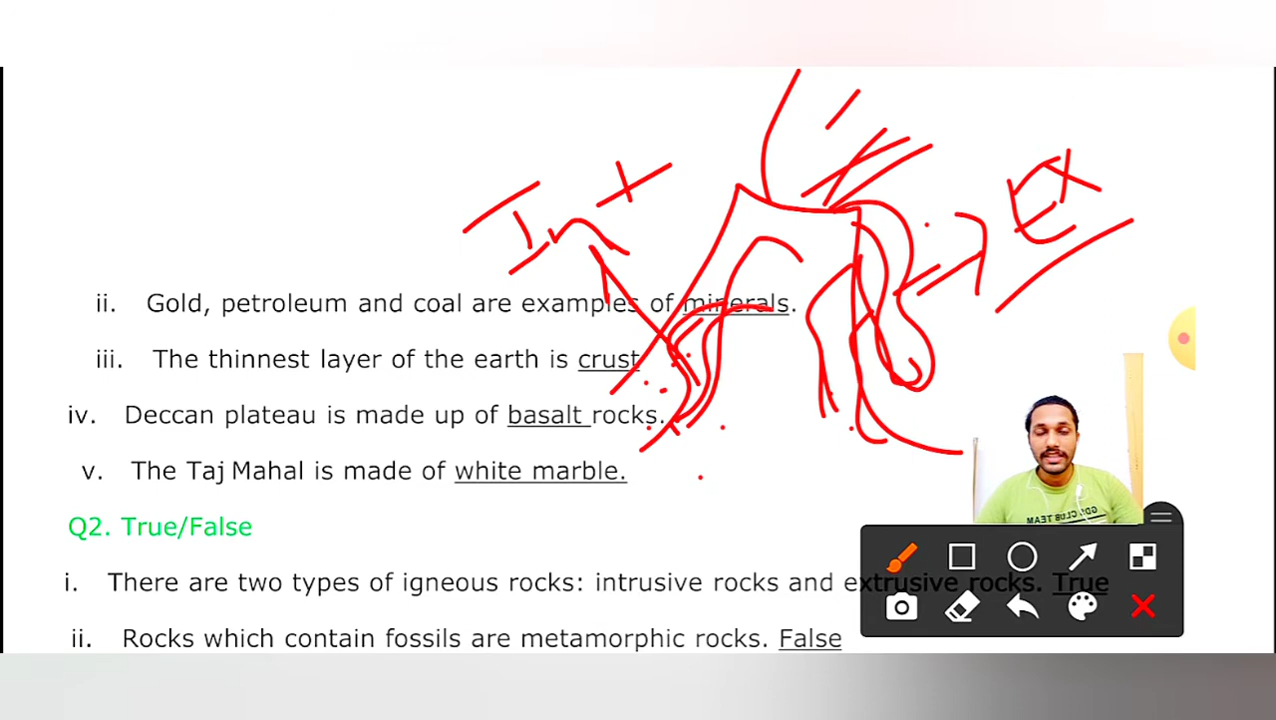 Int
Ex
ii. Gold, petroleum and coal are examples of minerals.
iii. The thinnest layer of the earth is crust
iv. Deccan plateau is made up of basalt rocks.
v. The Taj Mahal is made of white marble.
Q2. True/False
i. There are two types of igneous rocks: intrusive rocks and extrusive rocks. True
ii. Rocks which contain fossils are metamorphic rocks. False
CLUB TEAM